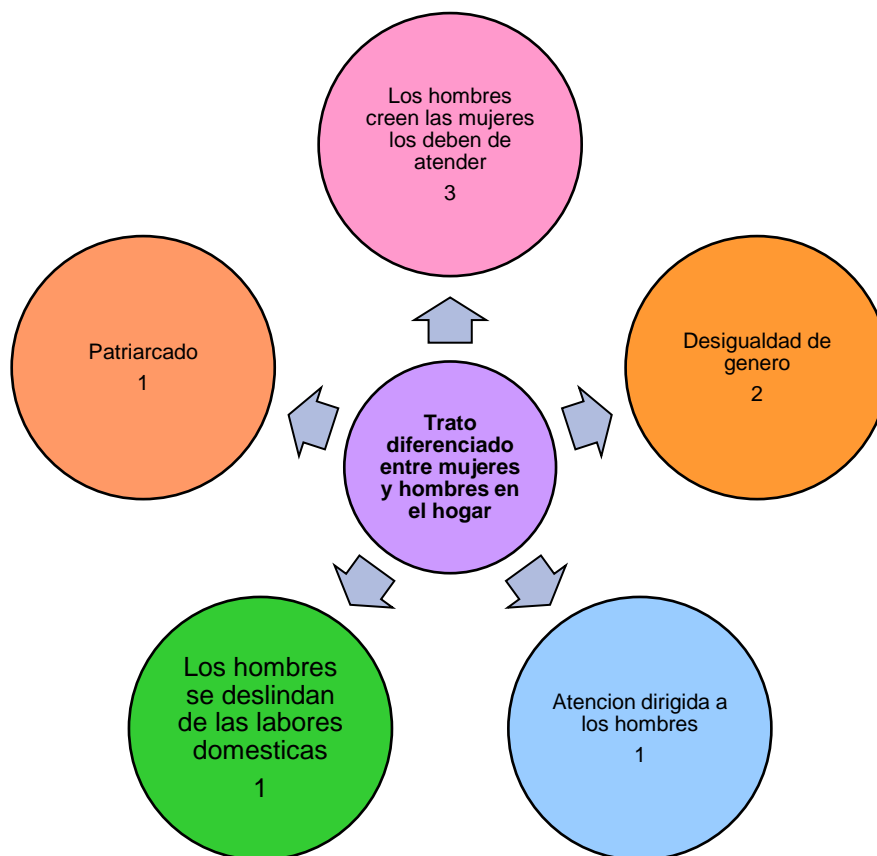 Los hombres
creen las mujeres
los deben de
atender
3
Patriarcado
1
Desigualdad de
genero
2
Trato
diferenciado
entre mujeres
y hombres en
el hogar
Los hombres
se deslindan
de las labores
domesticas
1
Atencion dirigida a
los hombres
1